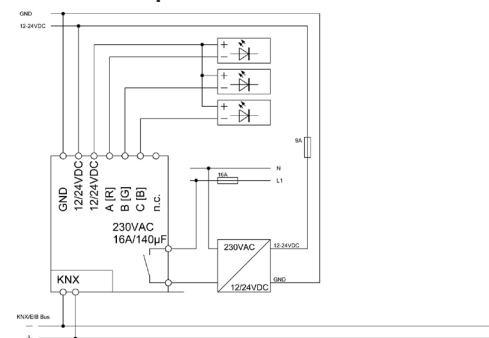 GND
12-24VDC
+
−
+
−
+
−
9A
N
16A
L1
GND
12/24VDC
12/24VDC
A [R]
B [G]
C [B]
n.c.
230VAC
16A/140µF
230VAC
12-24VDC
GND
12/24VDC
KNX
KNX/EIB Bus
−
+